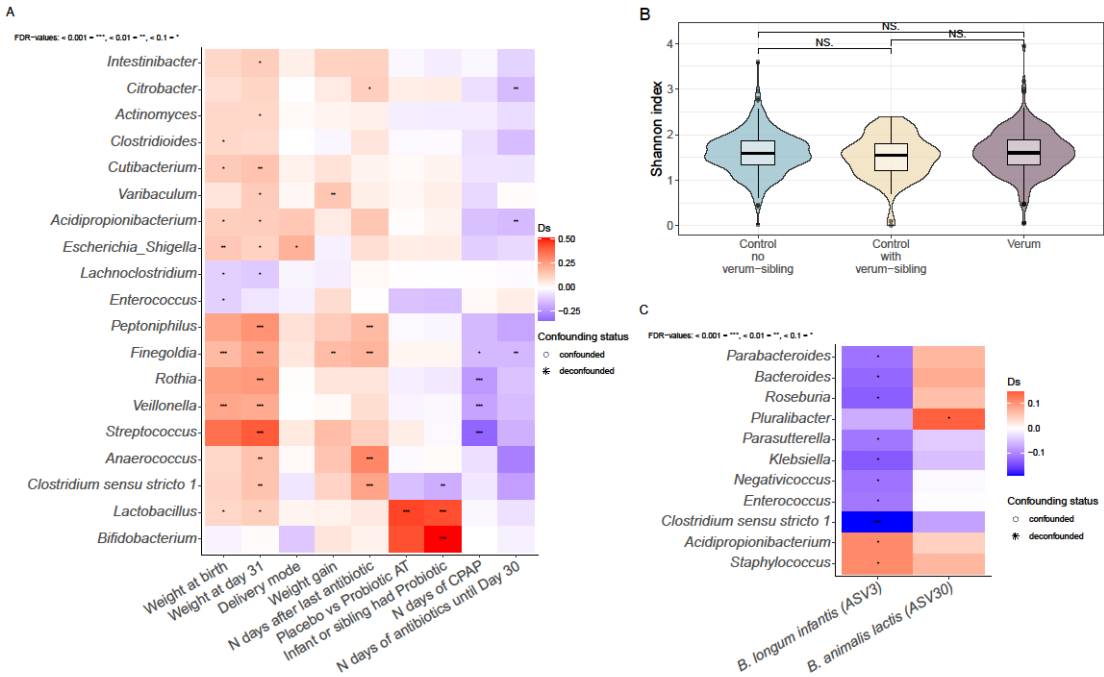 A
FDR-values: < 0.001 = ***, < 0.01 = **, < 0.1 = *
Intestinibacter
Citrobacter
Actinomyces
Clostridioides
Cutibacterium
Varibaculum
Acidipropionibacterium
Escherichia_Shigella
Lachnoclostridium
Enterococcus
Peptoniphilus
Finegoldia
Rothia
Veillonella
Streptococcus
Anaerococcus
Clostridium sensu stricto 1
Lactobacillus
Bifidobacterium
Weight at birth
Weight at day 31
Delivery mode
Weight gain
N days after last antibiotic
Placebo vs Probiotic AT
Infant or sibling had Probiotic
N days of CPAP
N days of antibiotics until Day 30
Ds
0.50
0.25
0.00
−0.25
Confounding status
confounded
deconfounded
B
Shannon index
4
3
2
1
0
NS.
NS.
NS.
Control
no
verum−sibling
Control
with
verum−sibling
Verum
C
FDR-values: < 0.001 = ***, < 0.01 = **, < 0.1 = *
Parabacteroides
Bacteroides
Roseburia
Pluralibacter
Parasutterella
Klebsiella
Negativicoccus
Enterococcus
Clostridium sensu stricto 1
Acidipropionibacterium
Staphylococcus
B. longum infantis (ASV3)
B. animalis lactis (ASV30)
Ds
0.1
0.0
−0.1
Confounding status
confounded
deconfounded